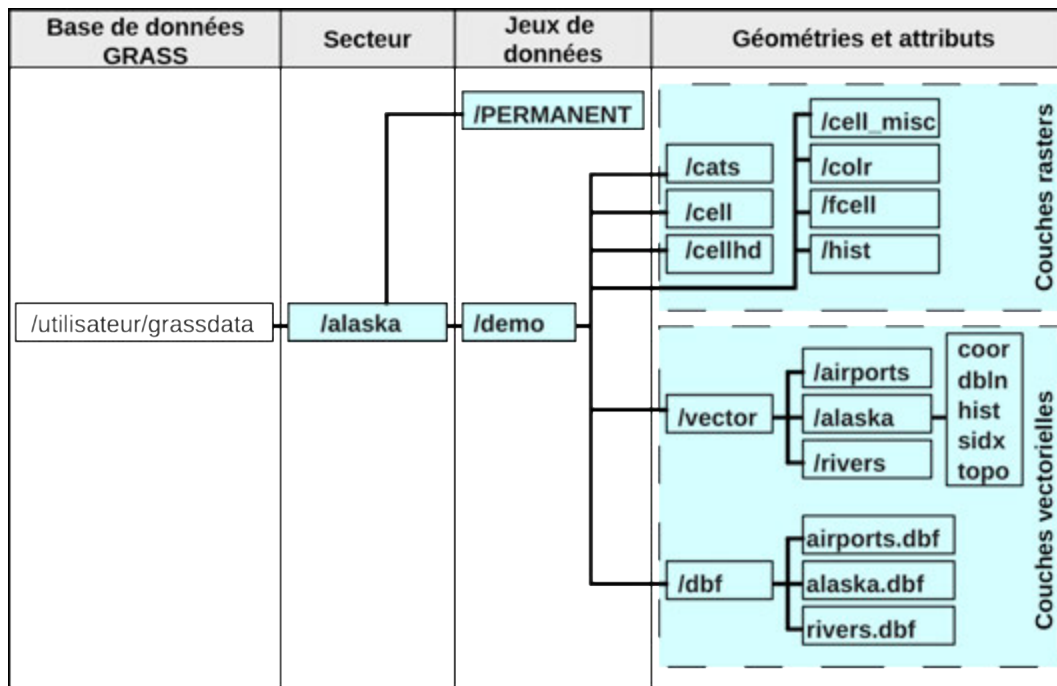 Base de données
GRASS
Secteur
Jeux de
données
Géométries et attributs
/utilisateur/grassdata
/alaska
/PERMANENT
/demo
/cats
/cell
/cellhd
/cell_misc
/colr
/fcell
/hist
Couches rasters
/vector
/airports
/alaska
/rivers
coor
dbln
hist
sidx
topo
/dbf
airports.dbf
alaska.dbf
rivers.dbf
Couches vectorielles